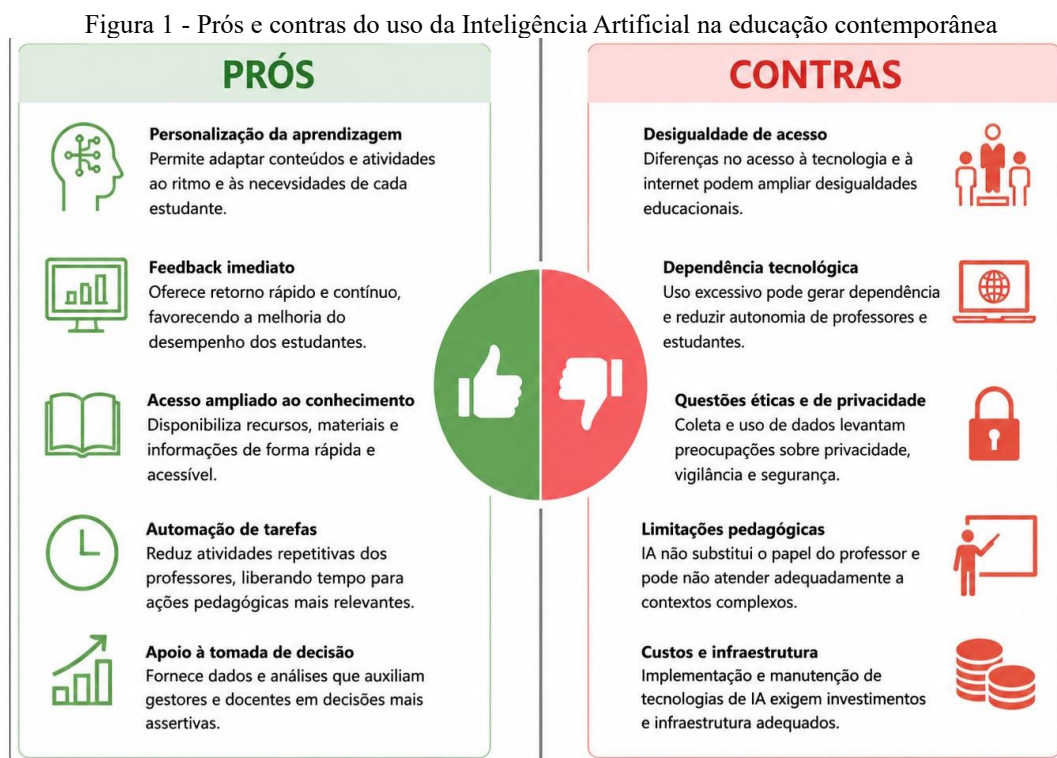 Figura 1 - Prós e contras do uso da Inteligência Artificial na educação contemporânea
PRÓS
Personalização da aprendizagem
Permite adaptar conteúdos e atividades
ao ritmo e às necevsidades de cada
estudante.
Feedback imediato
Oferece retorno rápido e contínuo,
favorecendo a melhoria do
desempenho dos estudantes.
Acesso ampliado ao conhecimento
Disponibiliza recursos, materiais e
informações de forma rápida e
acessível.
Automação de tarefas
Reduz atividades repetitivas dos
professores, liberando tempo para
ações pedagógicas mais relevantes.
Apoio à tomada de decisão
Fornece dados e análises que auxiliam
gestores e docentes em decisões mais
assertivas.
CONTRAS
Desigualdade de acesso
Diferenças no acesso à tecnologia e à
internet podem ampliar desigualdades
educacionais.
Dependência tecnológica
Uso excessivo pode gerar dependência
e reduzir autonomia de professores e
estudantes.
Questões éticas e de privacidade
Coleta e uso de dados levantam
preocupações sobre privacidade,
vigilância e segurança.
Limitações pedagógicas
IA não substitui o papel do professor e
pode não atender adequadamente a
contextos complexos.
Custos e infraestrutura
Implementação e manutenção de
tecnologias de IA exigem investimentos
e infraestrutura adequados.